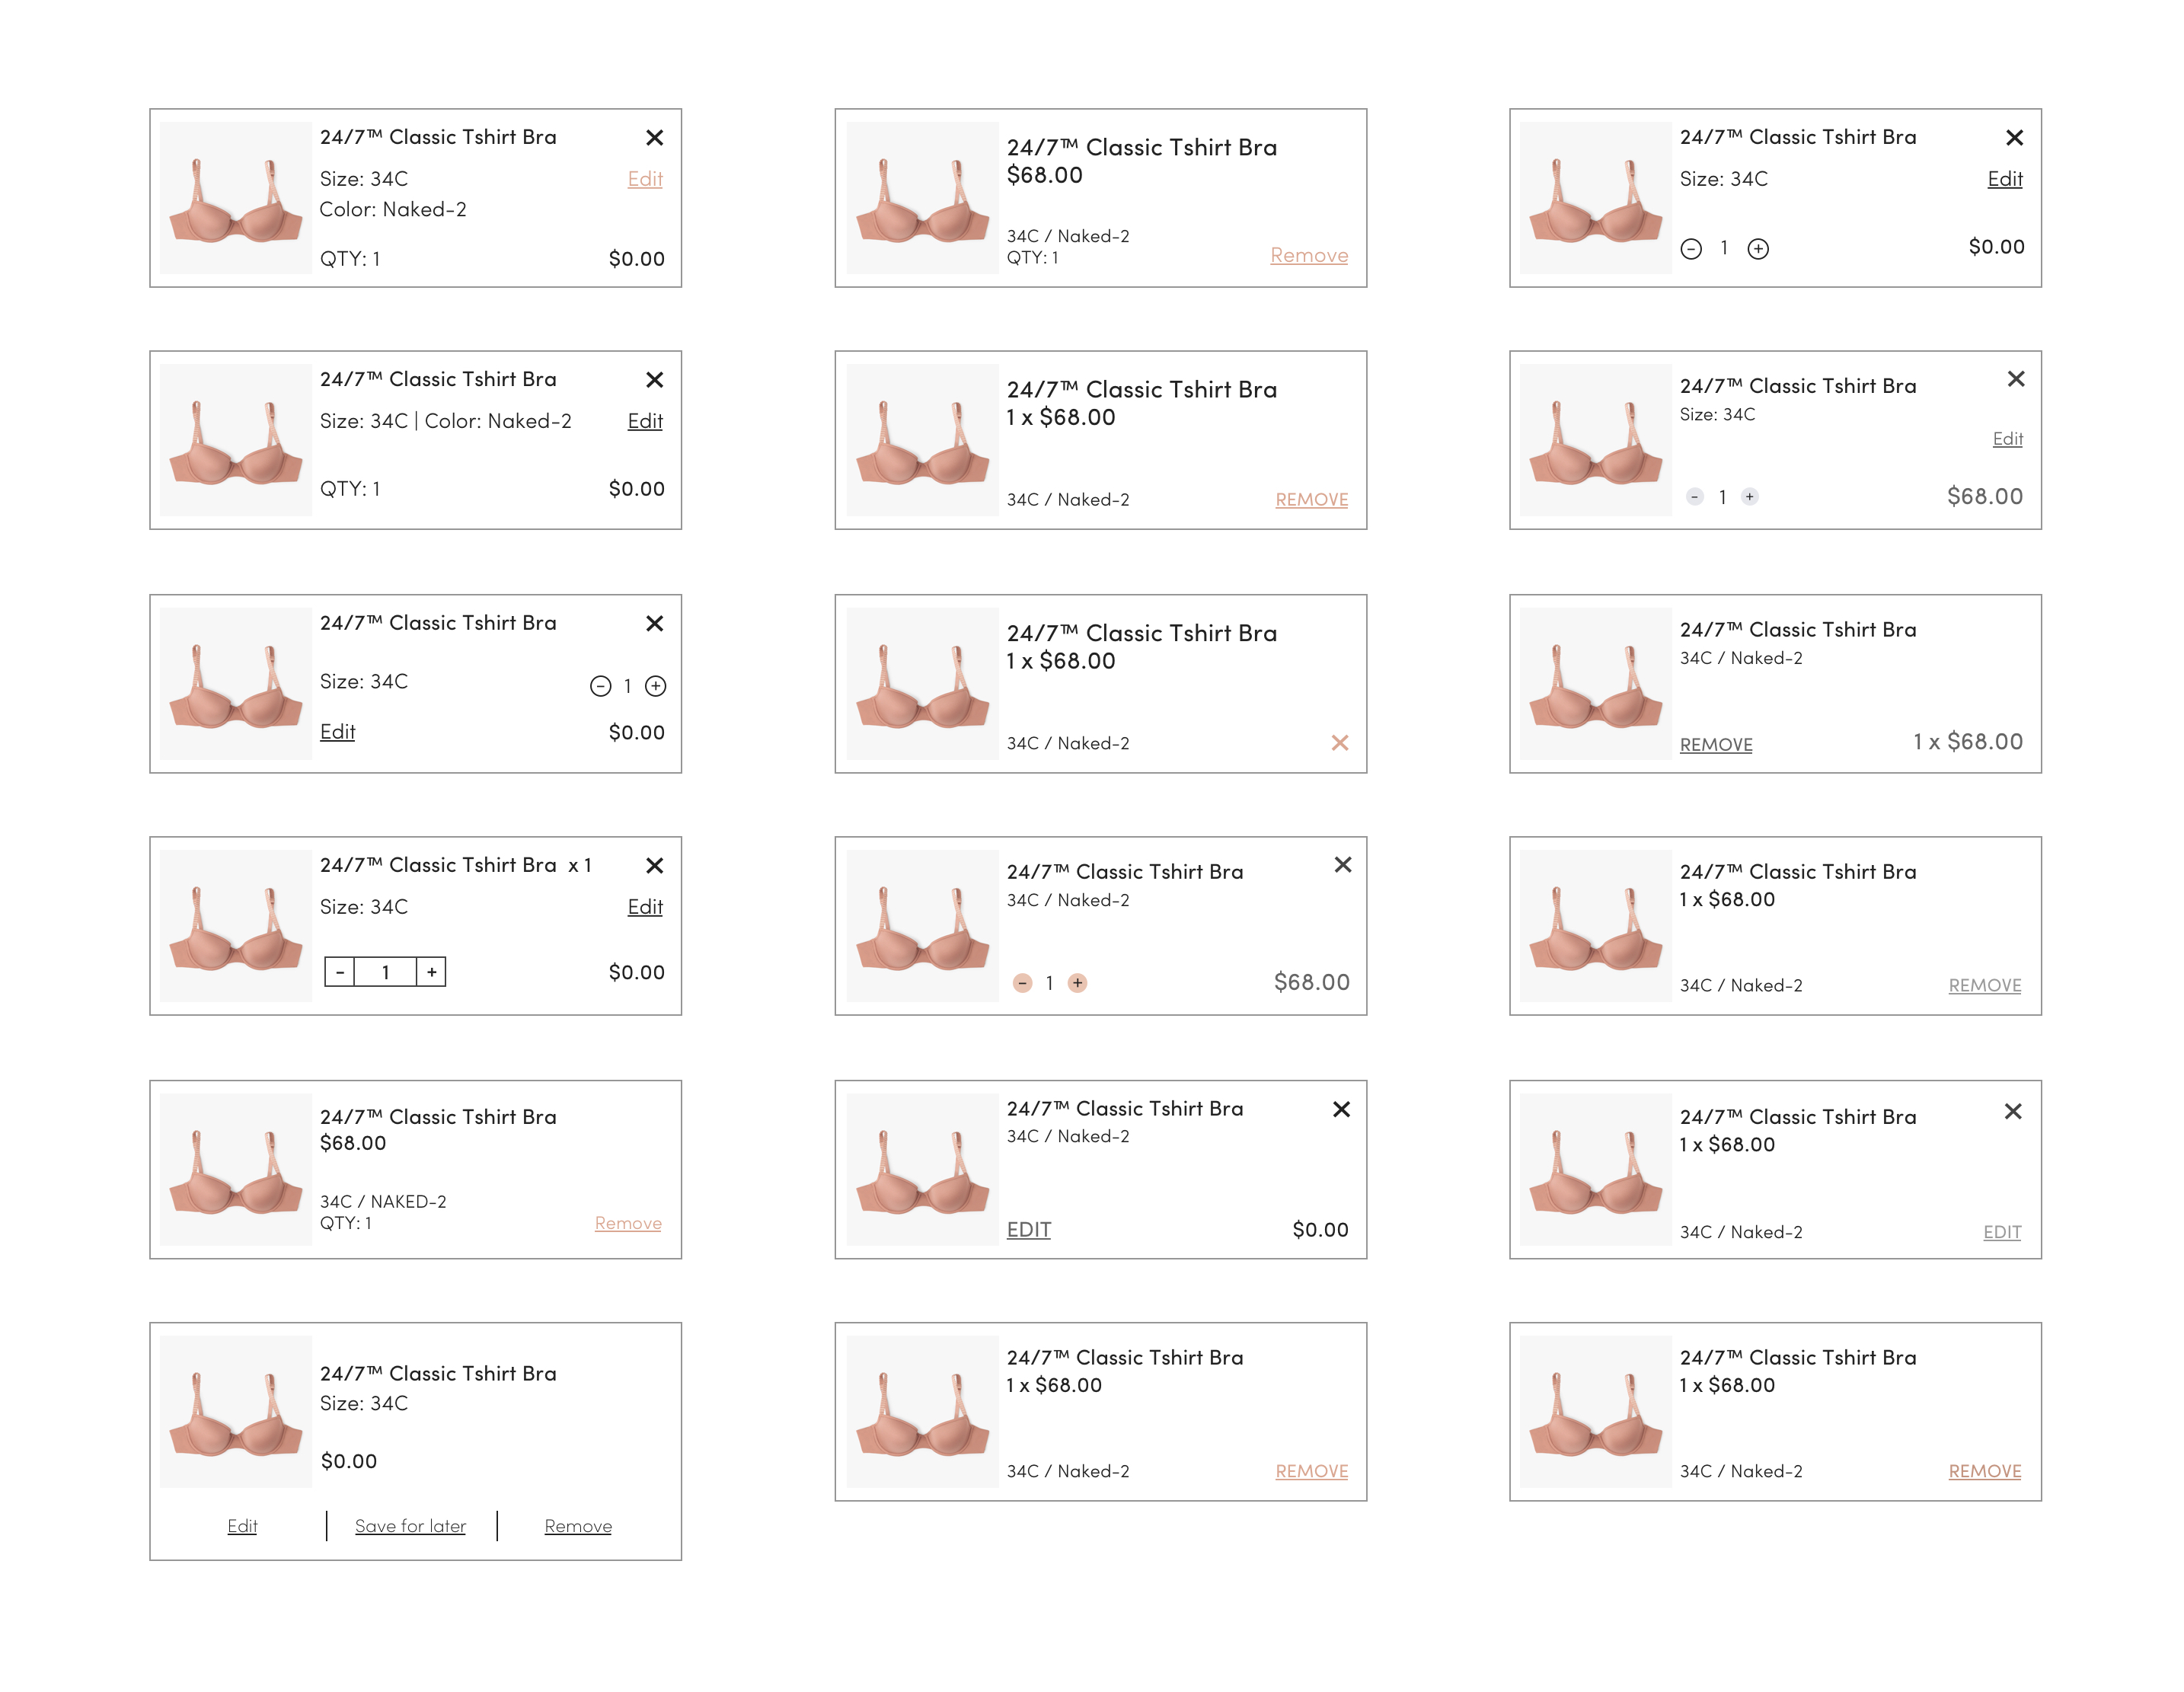 24/7™ Classic Tshirt Bra ✕
Size: 34C Edit
Color: Naked-2
QTY: 1 $0.00
24/7™ Classic Tshirt Bra
$68.00
34C / Naked-2
QTY: 1 Remove
24/7™ Classic Tshirt Bra ✕
Size: 34C Edit
- 1 + $0.00
24/7™ Classic Tshirt Bra ✕
Size: 34C | Color: Naked-2 Edit
QTY: 1 $0.00
24/7™ Classic Tshirt Bra
1 x $68.00
34C / Naked-2 REMOVE
24/7™ Classic Tshirt Bra ✕
Size: 34C
Edit
- 1 + $68.00
24/7™ Classic Tshirt Bra ✕
Size: 34C - 1 +
Edit $0.00
24/7™ Classic Tshirt Bra
1 x $68.00
34C / Naked-2 ✕
24/7™ Classic Tshirt Bra
34C / Naked-2
REMOVE 1 x $68.00
24/7™ Classic Tshirt Bra x 1 ✕
Size: 34C Edit
- 1 + $0.00
24/7™ Classic Tshirt Bra ✕
34C / Naked-2
- 1 + $68.00
24/7™ Classic Tshirt Bra
1 x $68.00
34C / Naked-2 REMOVE
24/7™ Classic Tshirt Bra
$68.00
34C / NAKED-2
QTY: 1 Remove
24/7™ Classic Tshirt Bra ✕
34C / Naked-2
EDIT $0.00
24/7™ Classic Tshirt Bra ✕
1 x $68.00
34C / Naked-2 EDIT
24/7™ Classic Tshirt Bra
Size: 34C
$0.00
Edit | Save for later | Remove
24/7™ Classic Tshirt Bra
1 x $68.00
34C / Naked-2 REMOVE
24/7™ Classic Tshirt Bra
1 x $68.00
34C / Naked-2 REMOVE